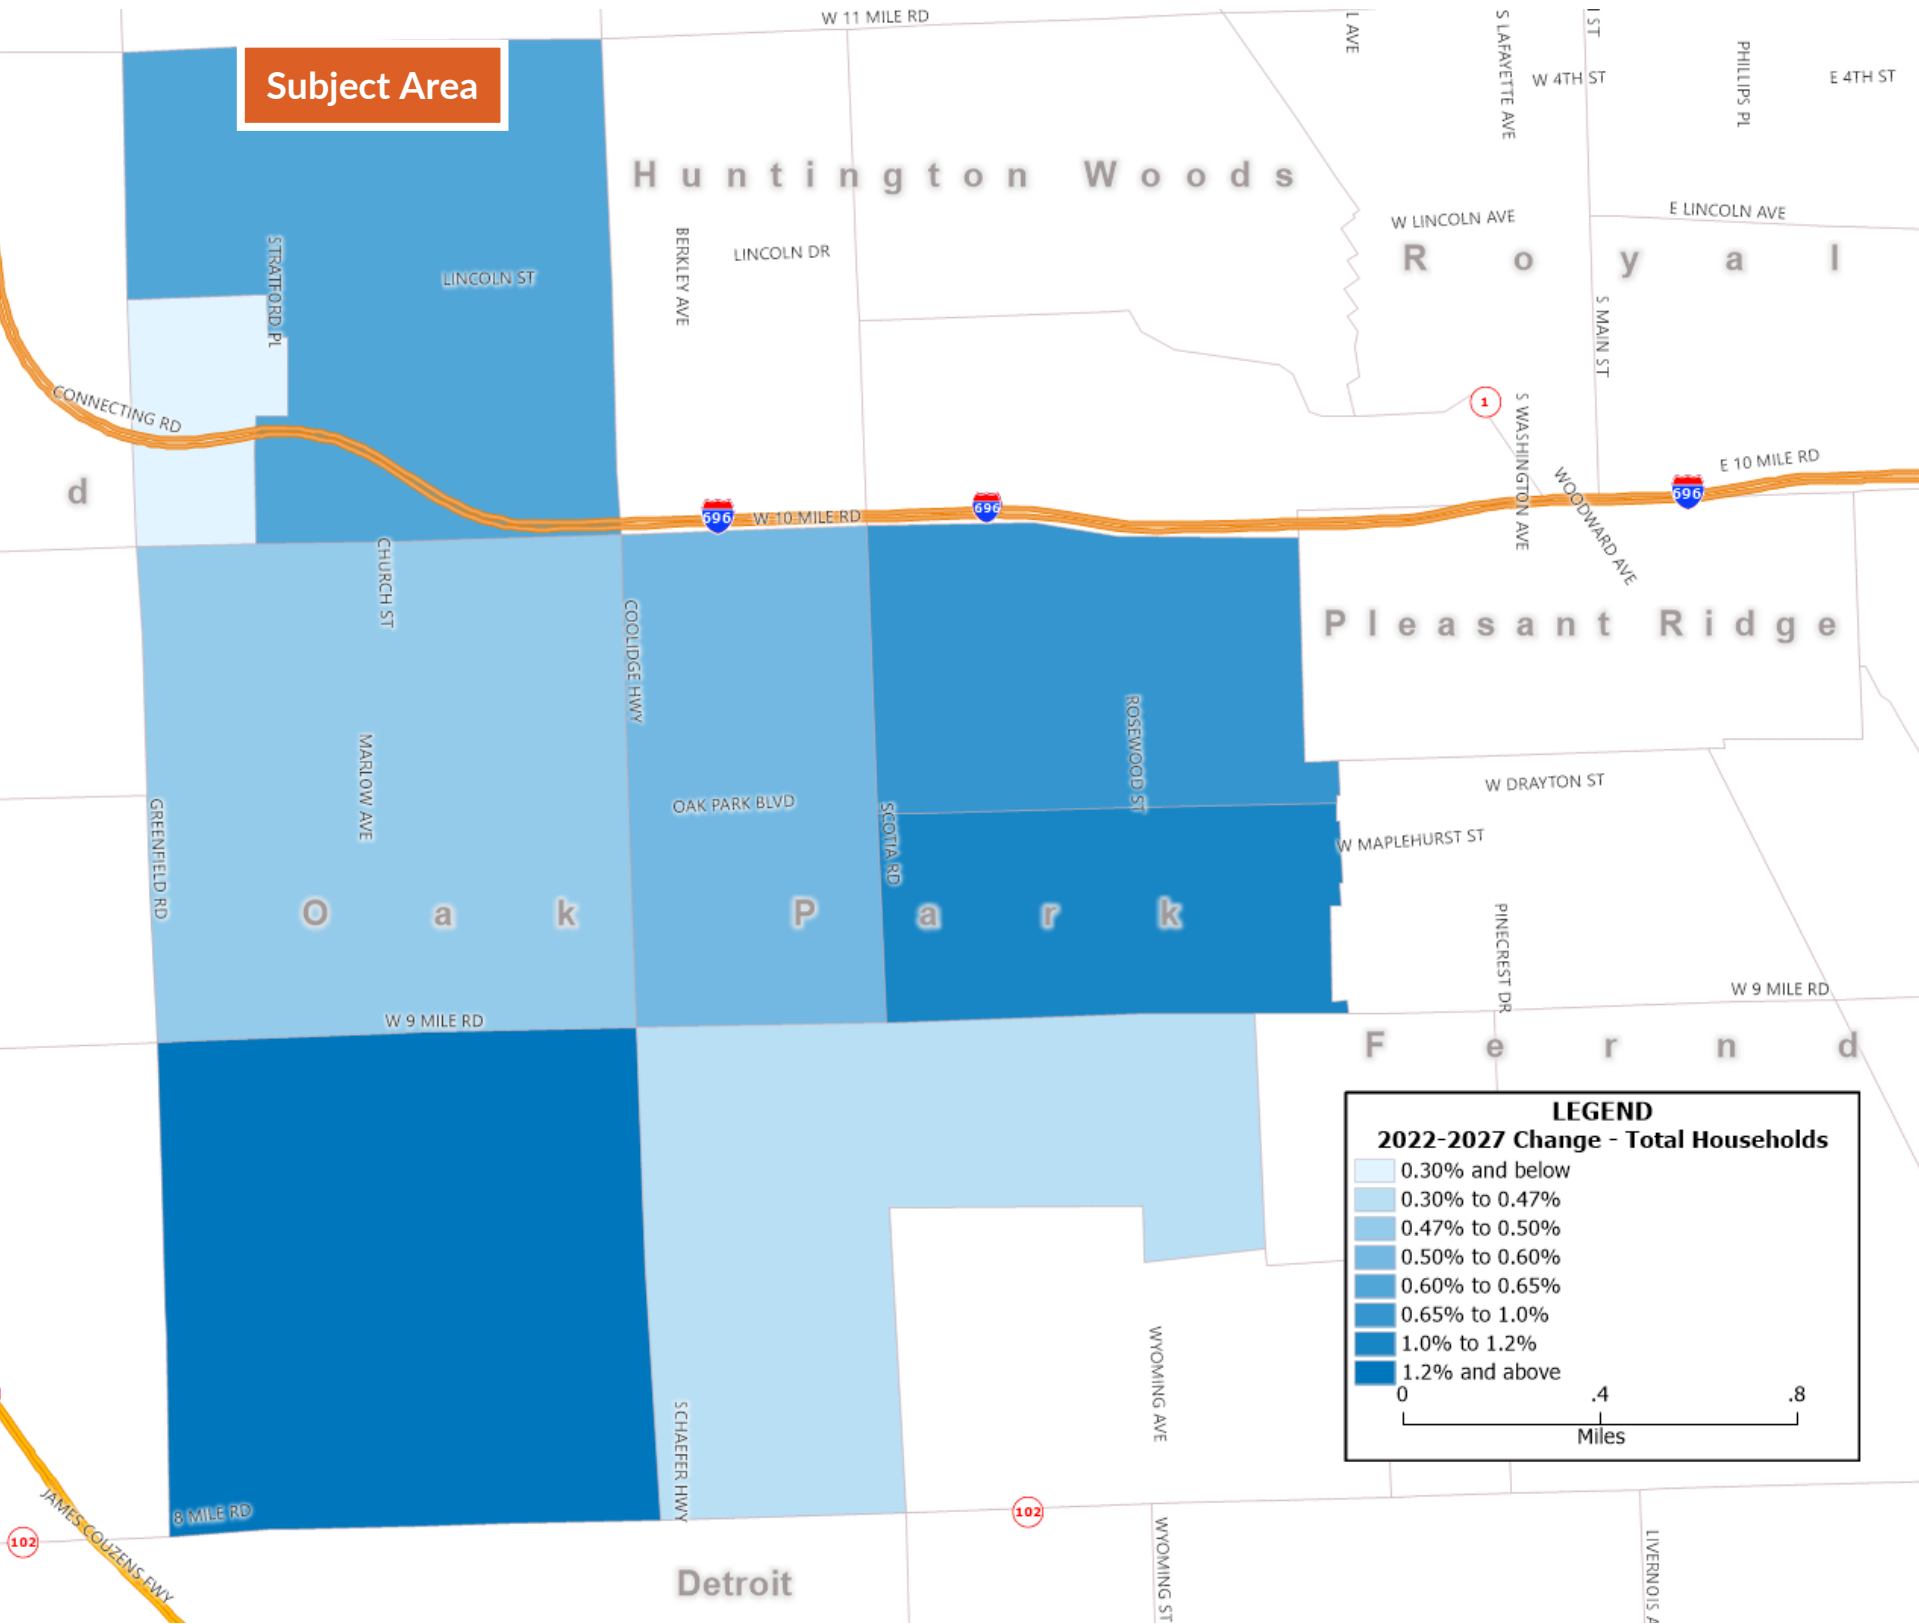 W 11 MILE RD
Subject Area
L AVE
S LAFAYETTE AVE
W 4TH ST
PHILLIPS PL
E 4TH ST
Huntington Woods
W LINCOLN AVE
E LINCOLN AVE
Royal
STRATFORD PL
LINCOLN ST
BERKLEY AVE
LINCOLN DR
S MAIN ST
CONNECTING RD
1
S WASHINGTON AVE
E 10 MILE RD
d
696
W 10 MILE RD
696
696
WOODWARD AVE
CHURCH ST
COOLIDGE HWY
Pleasant Ridge
MARLOW AVE
ROSEWOOD ST
W DRAYTON ST
GREENFIELD RD
OAK PARK BLVD
SCOTIA RD
W MAPLEHURST ST
Oak Park
PINECREST DR
W 9 MILE RD
W 9 MILE RD
Fernd
LEGEND
2022-2027 Change - Total Households
0.30% and below
0.30% to 0.47%
0.47% to 0.50%
0.50% to 0.60%
0.60% to 0.65%
0.65% to 1.0%
1.0% to 1.2%
1.2% and above
0 .4 .8
Miles
WYOMING AVE
SCHAEFER HWY
8 MILE RD
JAMES COUZENS FWY
102
102
Detroit
WYOMING ST
LIVERNOIS A